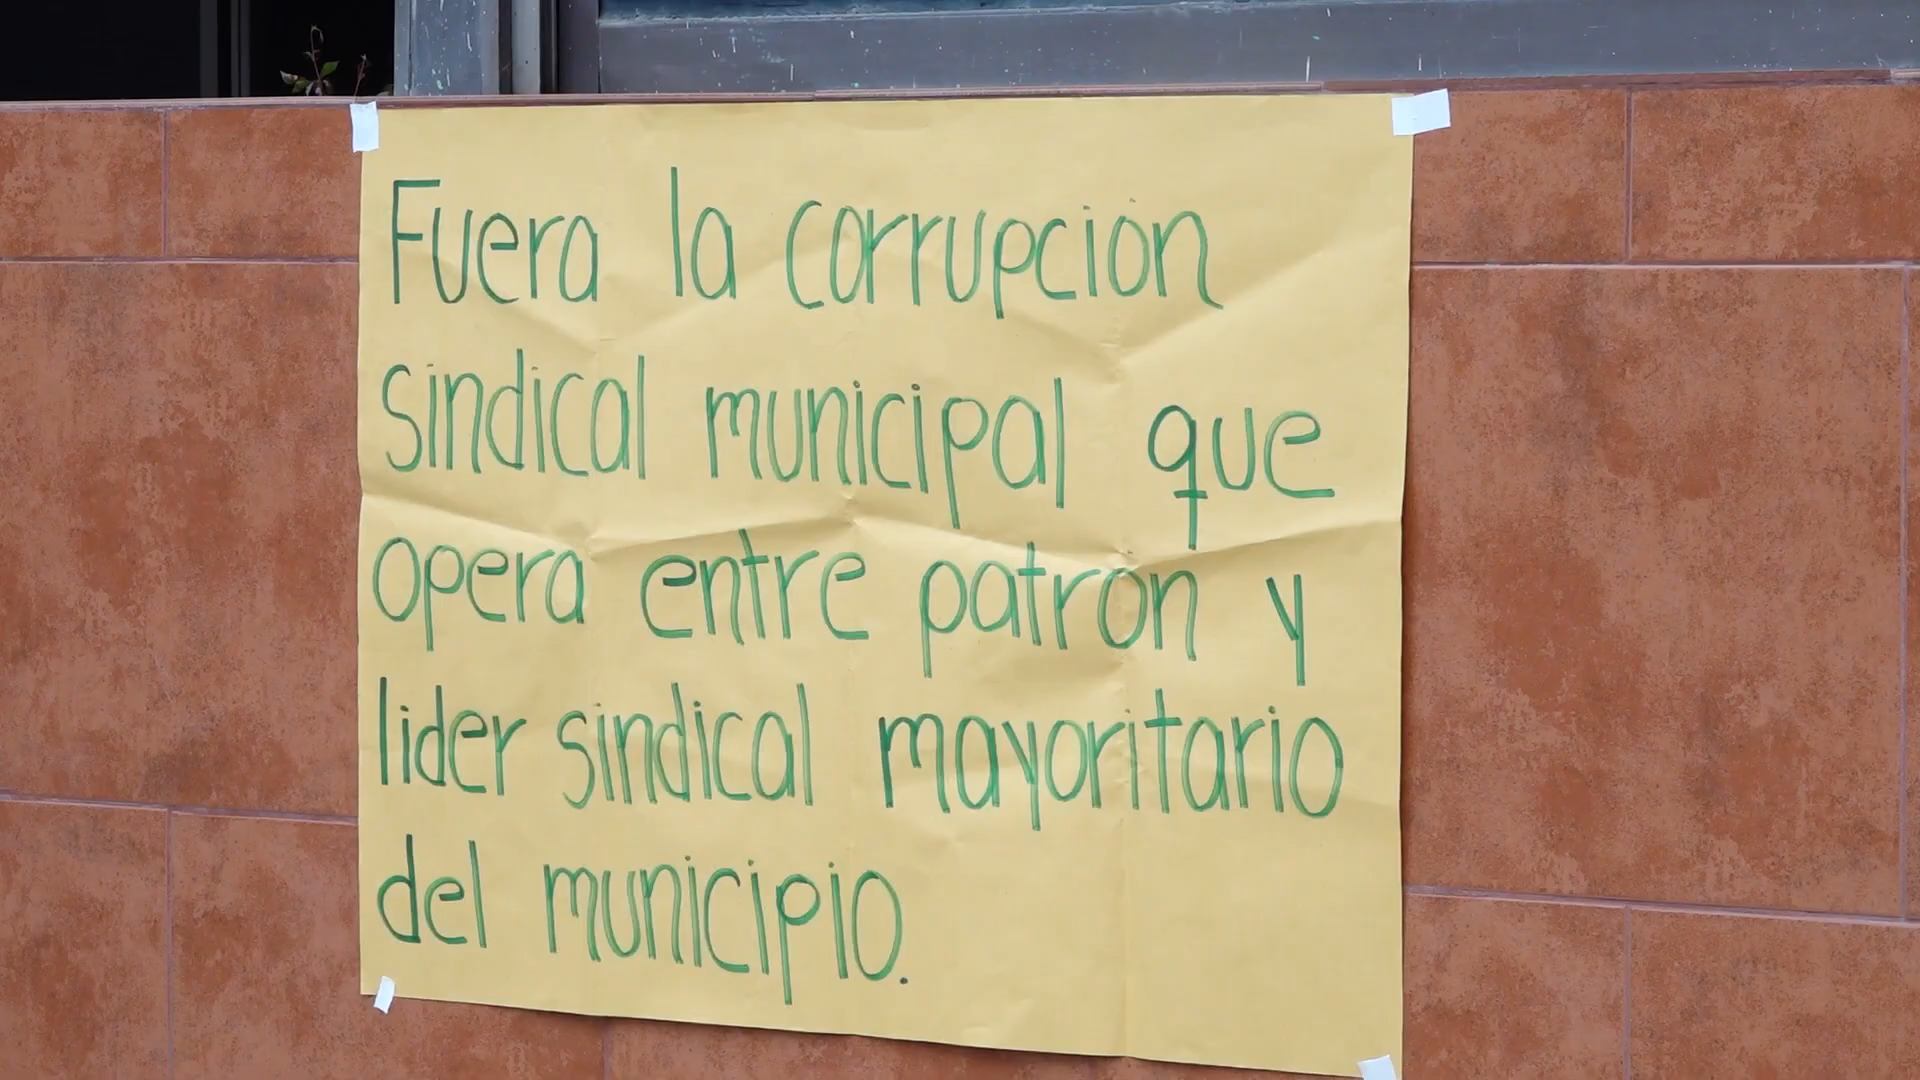 Fuera la corrupcion
sindical municipal que
opera entre patron y
lider sindical mayoritario
del municipio.